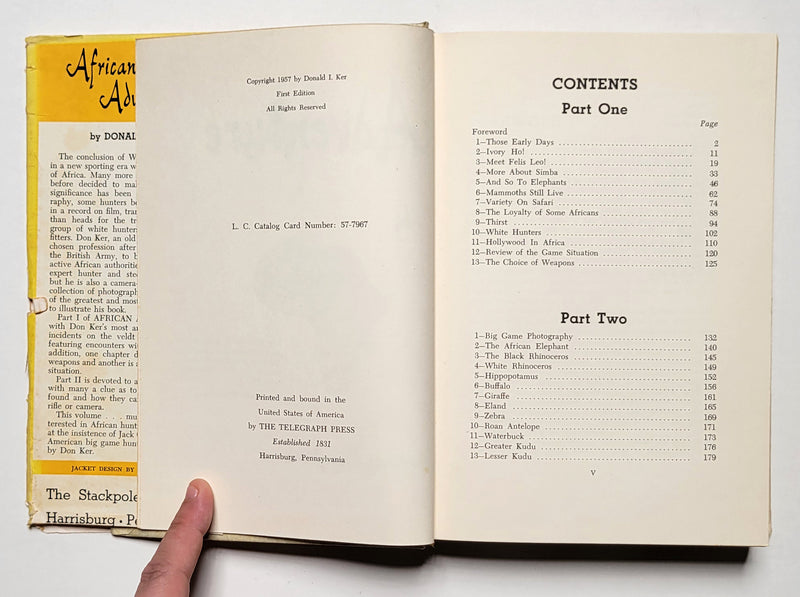 African
by DONAL
The conclusion of W
in a new sporting era w
of Africa. Many more
before decided to mal
significance has been
raphy, some hunters b
in a record on film, tran
than heads for the tr
group of white hunter
fitters. Don Ker, an old
chosen profession after
the British Army, to b
active African authoriti
expert hunter and stee
but he is also a camera-
collection of photograp
of the greatest and mos
to illustrate his book.
Part I of AFRICAN A
with Don Ker's most a
incidents on the veldt
featuring encounters wi
addition, one chapter d
weapons and another is a
situation.
Part II is devoted to a
with many a clue as to
found and how they ca
rifle or camera.
This volume . . . mu
terested in African hunt
at the insistence of Jack
American big game hun
by Don Ker.
JACKET DESIGN BY
The Stackpole
Harrisburg • Pe
Copyright 1957 by Donald I. Ker
First Edition
All Rights Reserved
L. C. Catalog Card Number: 57-7967
Printed and bound in the
United States of America
by THE TELEGRAPH PRESS
Established 1831
Harrisburg, Pennsylvania
CONTENTS
Part One
Page
Foreword
1—Those Early Days 2
2—Ivory Ho! 11
3—Meet Felis Leo! 19
4—More About Simba 33
5—And So To Elephants 46
6—Mammoths Still Live 62
7—Variety On Safari 74
8—The Loyalty of Some Africans 88
9—Thirst 94
10—White Hunters 102
11—Hollywood In Africa 110
12—Review of the Game Situation 120
13—The Choice of Weapons 125
Part Two
1—Big Game Photography 132
2—The African Elephant 140
3—The Black Rhinoceros 145
4—White Rhinoceros 149
5—Hippopotamus 152
6—Buffalo 156
7—Giraffe 161
8—Eland 165
9—Zebra 169
10—Roan Antelope 171
11—Waterbuck 173
12—Greater Kudu 176
13—Lesser Kudu 179
V